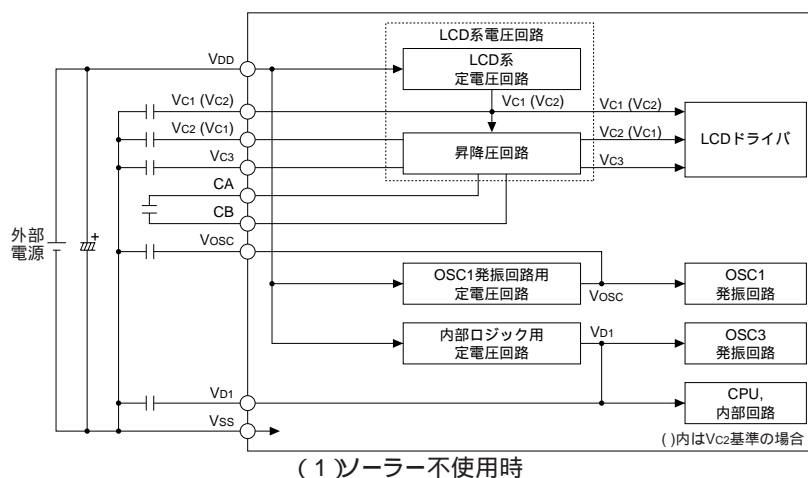 LCD系電圧回路
VDD
LCD系
定電圧回路
VC1 (VC2)
VC1 (VC2)
VC1 (VC2)
VC2 (VC1)
昇降圧回路
VC2 (VC1)
LCDドライバ
VC3
VC3
CA
CB
外部
電源
+
VOSC
OSC1発振回路用
定電圧回路
VOSC
OSC1
発振回路
内部ロジック用
定電圧回路
VD1
OSC3
発振回路
VD1
CPU,
内部回路
VSS
( )内はVC2基準の場合
(1)ソーラー不使用時